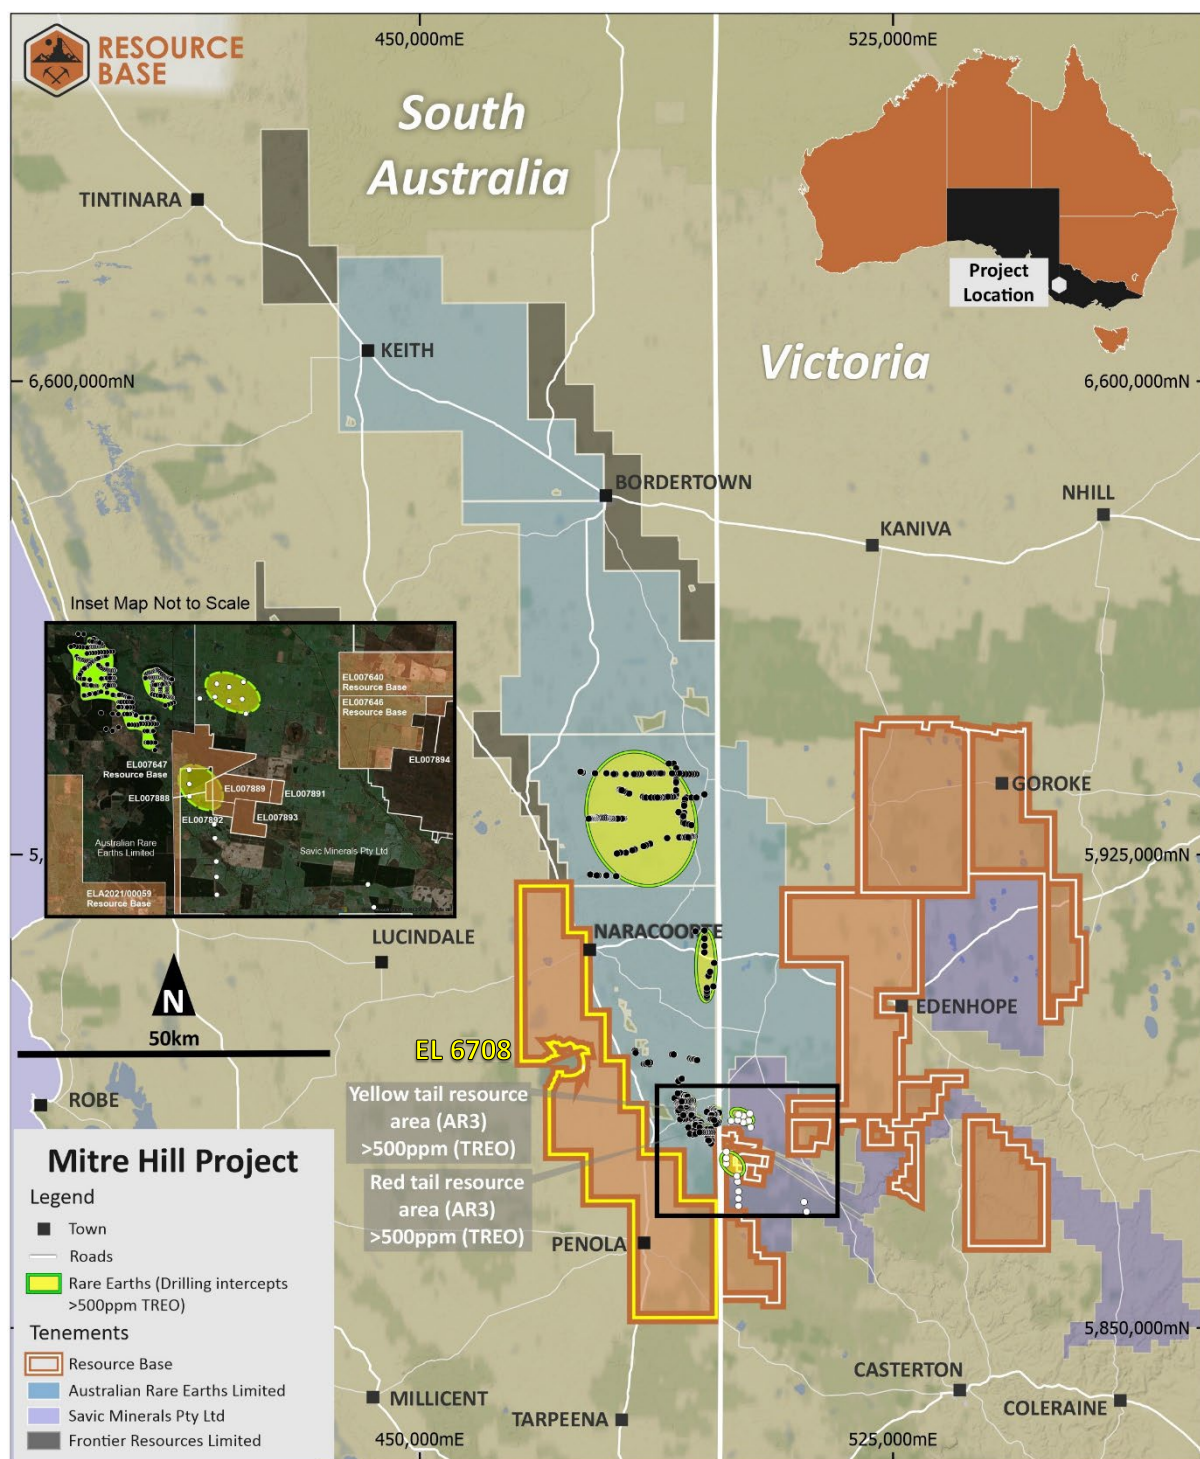 RESOURCE
BASE
450,000mE
525,000mE
South
Australia
Victoria
Project
Location
TINTINARA
KEITH
6,600,000mN
6,600,000mN
BORDERTOWN
NHILL
KANIVA
Inset Map Not to Scale
EL007640
Resource Base
EL007646
Resource Base
EL007894
EL007647
Resource Base
EL007889
EL007891
EL007888
EL007892
EL007893
Australian Rare
Earths Limited
Savic Minerals Pty Ltd
ELA2021/00059
Resource Base
GOROKE
5,
5,925,000mN
LUCINDALE
NARACOORTE
EDENHOPE
N
50km
EL 6708
ROBE
Yellow tail resource
area (AR3)
>500ppm (TREO)
Red tail resource
area (AR3)
>500ppm (TREO)
PENOLA
Mitre Hill Project
Legend
Town
Roads
Rare Earths (Drilling intercepts
>500ppm TREO)
Tenements
Resource Base
Australian Rare Earths Limited
Savic Minerals Pty Ltd
Frontier Resources Limited
5,850,000mN
CASTERTON
COLERAINE
MILLICENT
TARPEENA
450,000mE
525,000mE